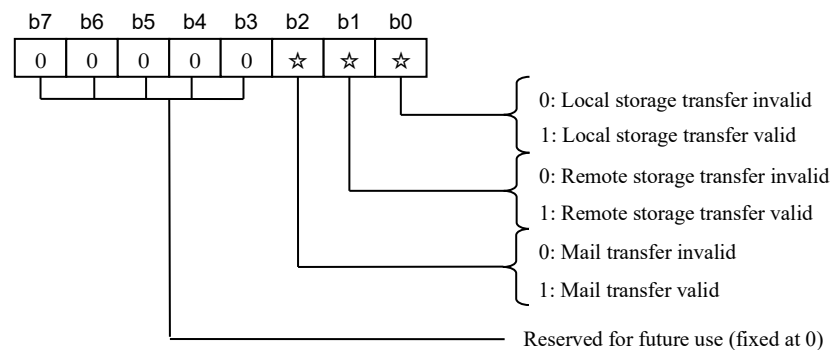 b7 b6 b5 b4 b3 b2 b1 b0
0 0 0 0 0 ☆ ☆ ☆
0: Local storage transfer invalid
1: Local storage transfer valid
0: Remote storage transfer invalid
1: Remote storage transfer valid
0: Mail transfer invalid
1: Mail transfer valid
Reserved for future use (fixed at 0)